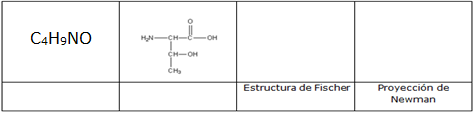 C₄H₉NO
O
H₂N—CH—C—OH
CH—OH
CH₃
Estructura de Fischer
Proyección de
Newman